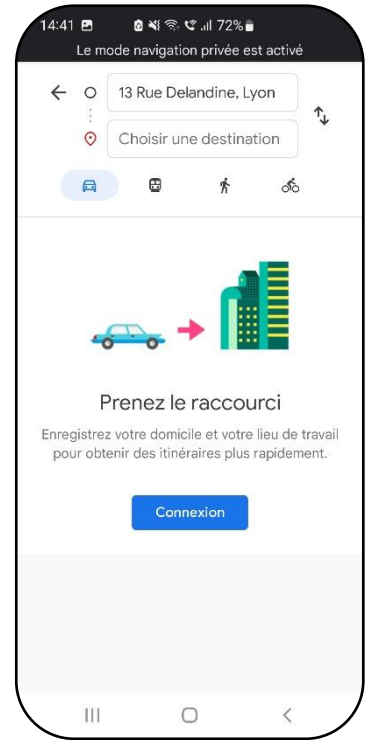 14:41 72%
Le mode navigation privée est activé
13 Rue Delandine, Lyon
Choisir une destination
Prenez le raccourci
Enregistrez votre domicile et votre lieu de travail
pour obtenir des itinéraires plus rapidement.
Connexion